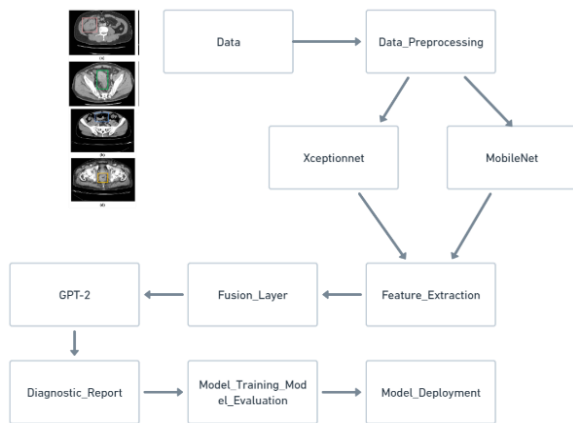 Data
Data_Preprocessing
Xceptionnet
MobileNet
GPT-2
Fusion_Layer
Feature_Extraction
Diagnostic_Report
Model_Training_Mod
el_Evaluation
Model_Deployment